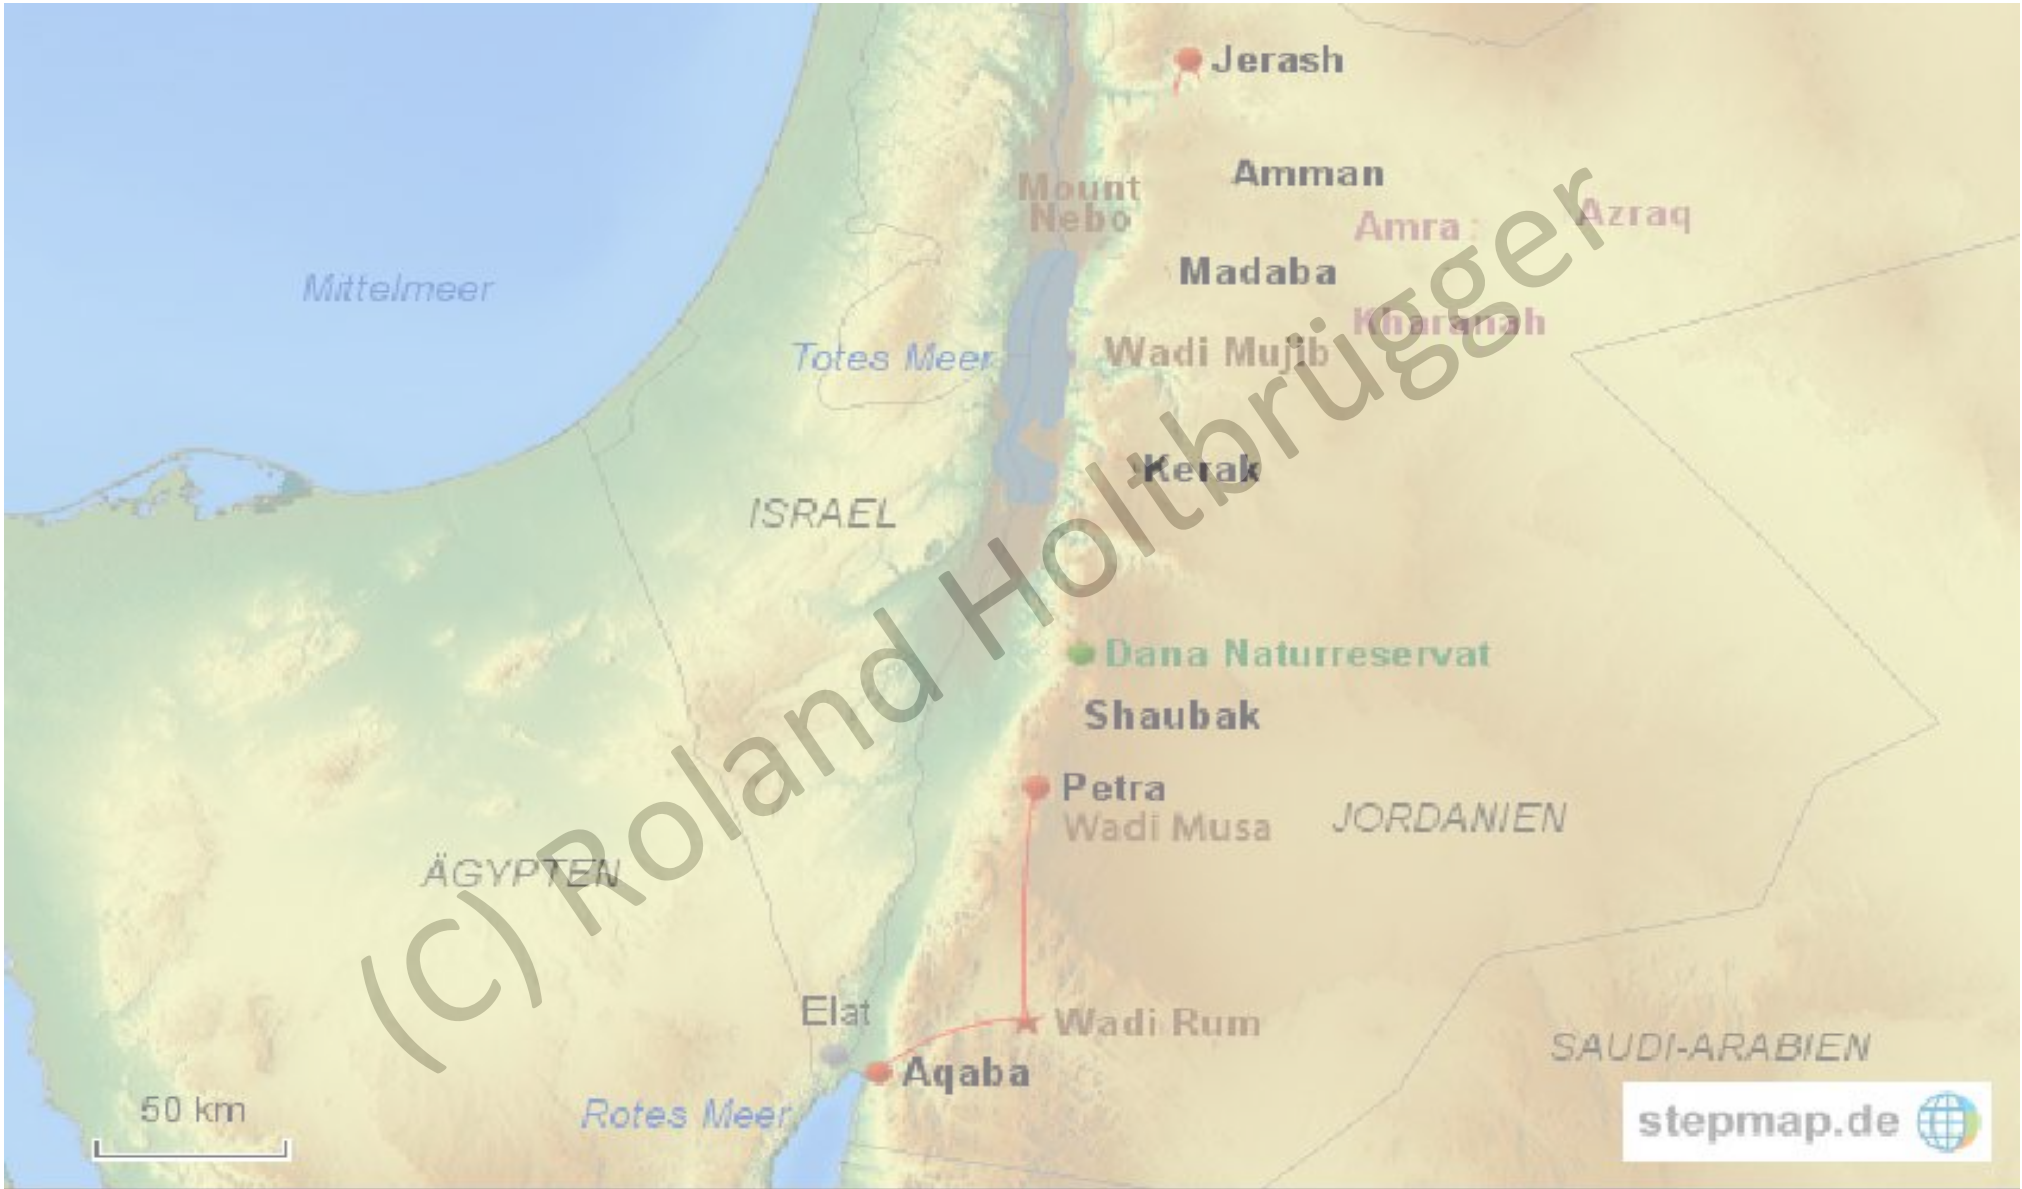 Jerash
Amman
Mount
Nebo
Amra
Azraq
Madaba
Mittelmeer
Kharanah
Totes Meer
Wadi Mujib
Kerak
ISRAEL
Dana Naturreservat
Shaubak
Petra
Wadi Musa
JORDANIEN
ÄGYPTEN
(C) Roland Holtbrügger
Elat
Wadi Rum
SAUDI-ARABIEN
Aqaba
50 km
Rotes Meer
stepmap.de